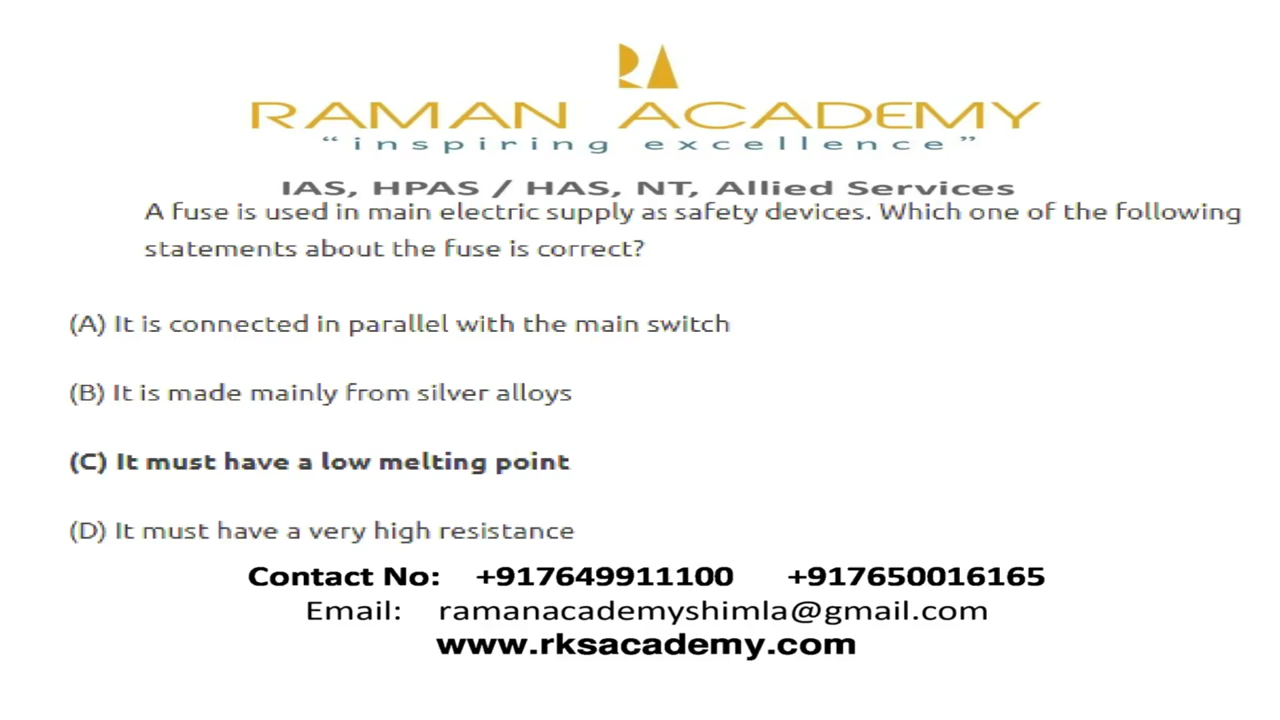 RA
RAMAN ACADEMY
"inspiring excellence"
IAS, HPAS / HAS, NT, Allied Services
A fuse is used in main electric supply as safety devices. Which one of the following
statements about the fuse is correct?
(A) It is connected in parallel with the main switch
(B) It is made mainly from silver alloys
(C) It must have a low melting point
(D) It must have a very high resistance
Contact No: +917649911100 +917650016165
Email: ramanacademyshimla@gmail.com
www.rksacademy.com